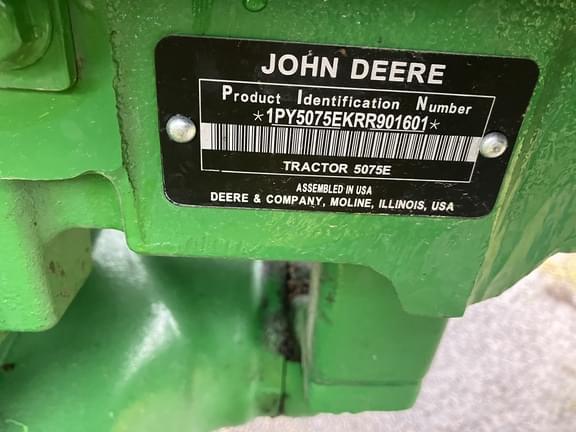 JOHN DEERE
Product Identification Number
*1PY5075EKRR901601*
TRACTOR 5075E
ASSEMBLED IN USA
DEERE & COMPANY, MOLINE, ILLINOIS, USA